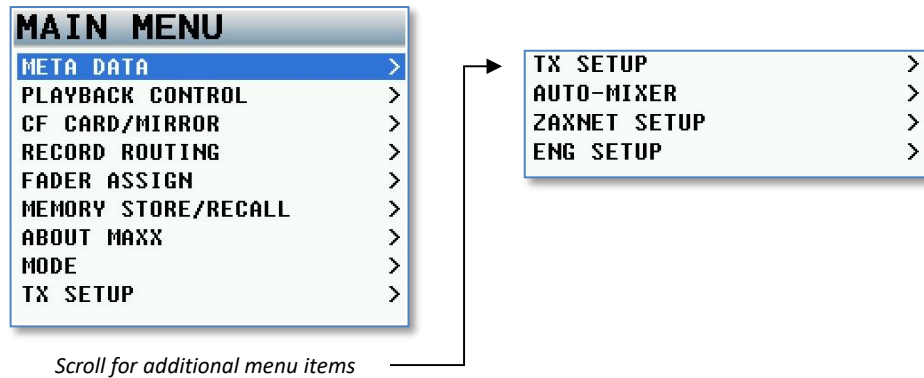 MAIN MENU
META DATA >
PLAYBACK CONTROL >
CF CARD/MIRROR >
RECORD ROUTING >
FADER ASSIGN >
MEMORY STORE/RECALL >
ABOUT MAXX >
MODE >
TX SETUP >
Scroll for additional menu items
TX SETUP >
AUTO-MIXER >
ZAXNET SETUP >
ENG SETUP >